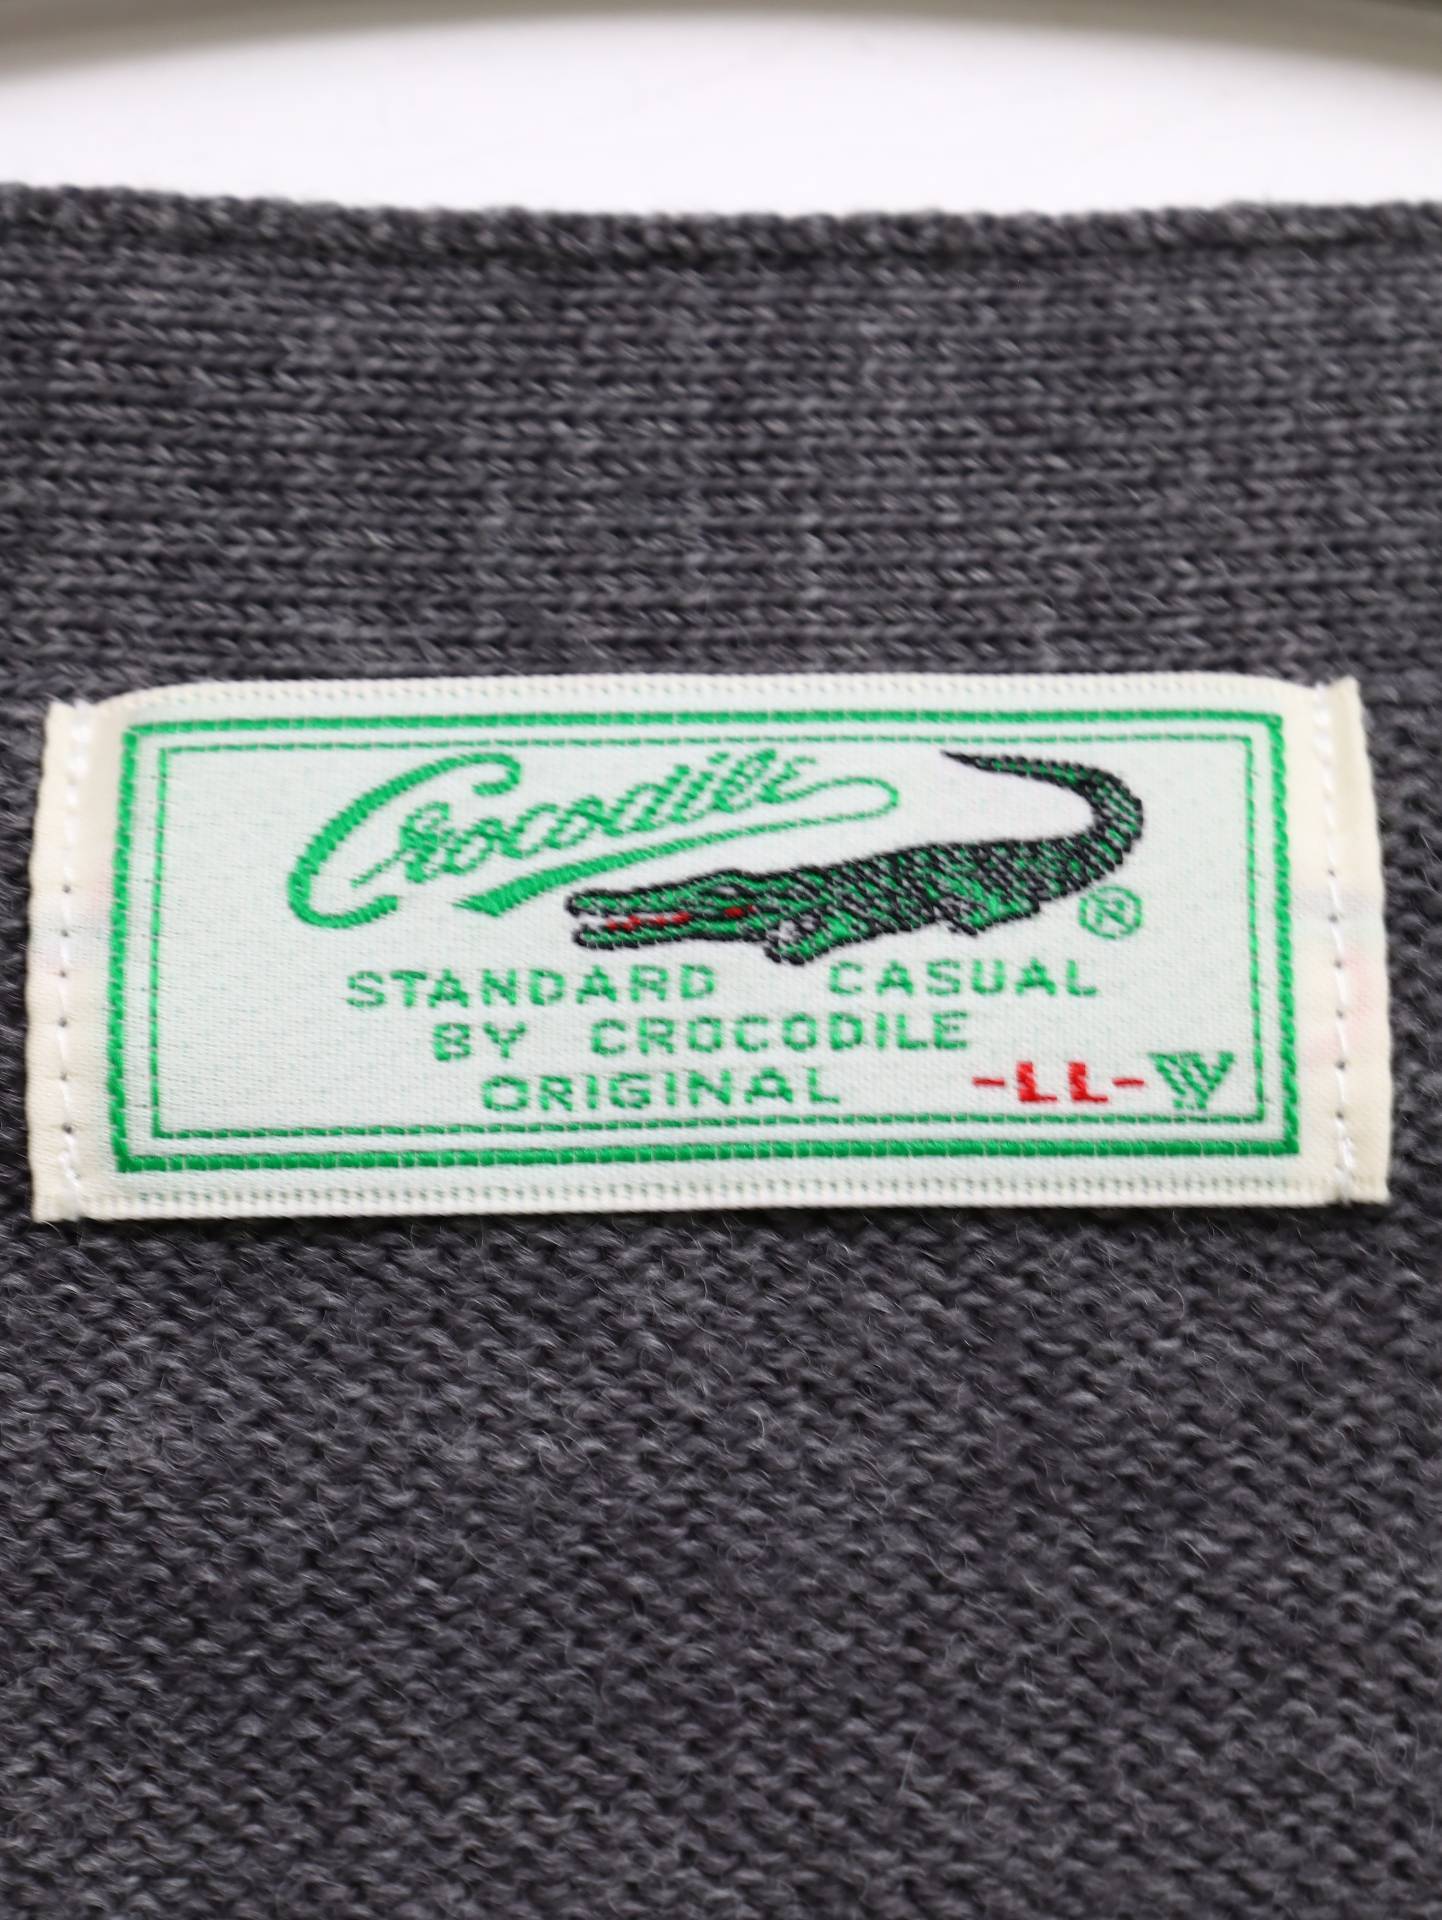 Crocodile
®
STANDARD CASUAL
BY CROCODILE
ORIGINAL -LL-